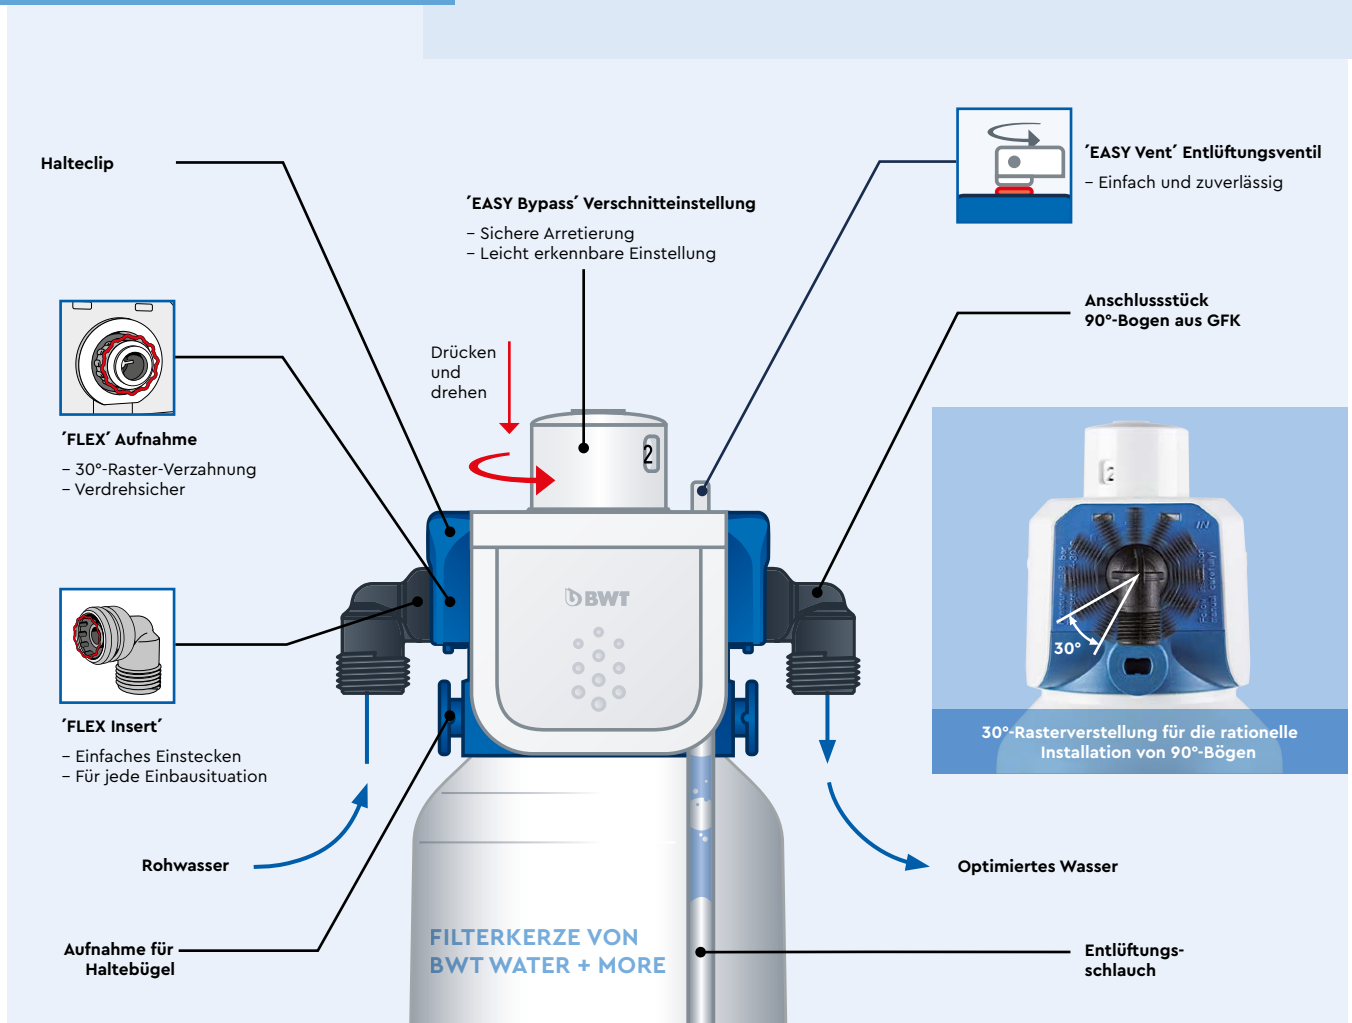 Halteclip
´EASY Bypass´ Verschnitteinstellung
– Sichere Arretierung
– Leicht erkennbare Einstellung
´EASY Vent´ Entlüftungsventil
– Einfach und zuverlässig
Anschlussstück
90°-Bogen aus GFK
Drücken
und
drehen
´FLEX´ Aufnahme
– 30°-Raster-Verzahnung
– Verdrehsicher
2
2
IN
BWT
30°
30°-Rasterverstellung für die rationelle
Installation von 90°-Bögen
´FLEX Insert´
– Einfaches Einstecken
– Für jede Einbausituation
Rohwasser
Optimiertes Wasser
Aufnahme für
Haltebügel
FILTERKERZE VON
BWT WATER + MORE
Entlüftungs-
schlauch